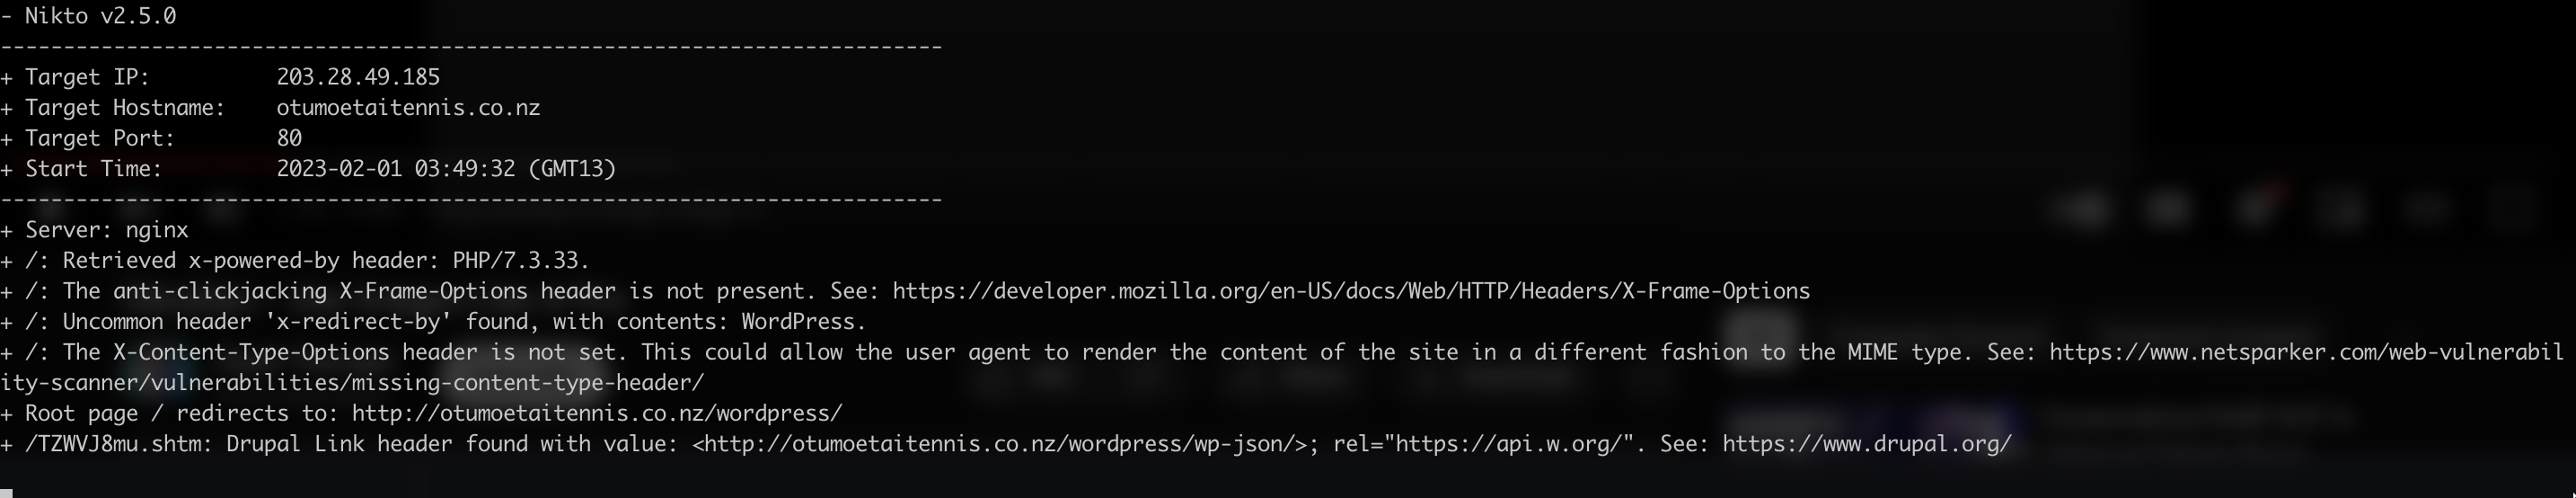 - Nikto v2.5.0
---------------------------------------------------------------------------
+ Target IP:          203.28.49.185
+ Target Hostname:    otumoetaitennis.co.nz
+ Target Port:        80
+ Start Time:         2023-02-01 03:49:32 (GMT13)
---------------------------------------------------------------------------
+ Server: nginx
+ /: Retrieved x-powered-by header: PHP/7.3.33.
+ /: The anti-clickjacking X-Frame-Options header is not present. See: https://developer.mozilla.org/en-US/docs/Web/HTTP/Headers/X-Frame-Options
+ /: Uncommon header 'x-redirect-by' found, with contents: WordPress.
+ /: The X-Content-Type-Options header is not set. This could allow the user agent to render the content of the site in a different fashion to the MIME type. See: https://www.netsparker.com/web-vulnerabil
ity-scanner/vulnerabilities/missing-content-type-header/
+ Root page / redirects to: http://otumoetaitennis.co.nz/wordpress/
+ /TZWVJ8mu.shtm: Drupal Link header found with value: <http://otumoetaitennis.co.nz/wordpress/wp-json/>; rel="https://api.w.org/". See: https://www.drupal.org/